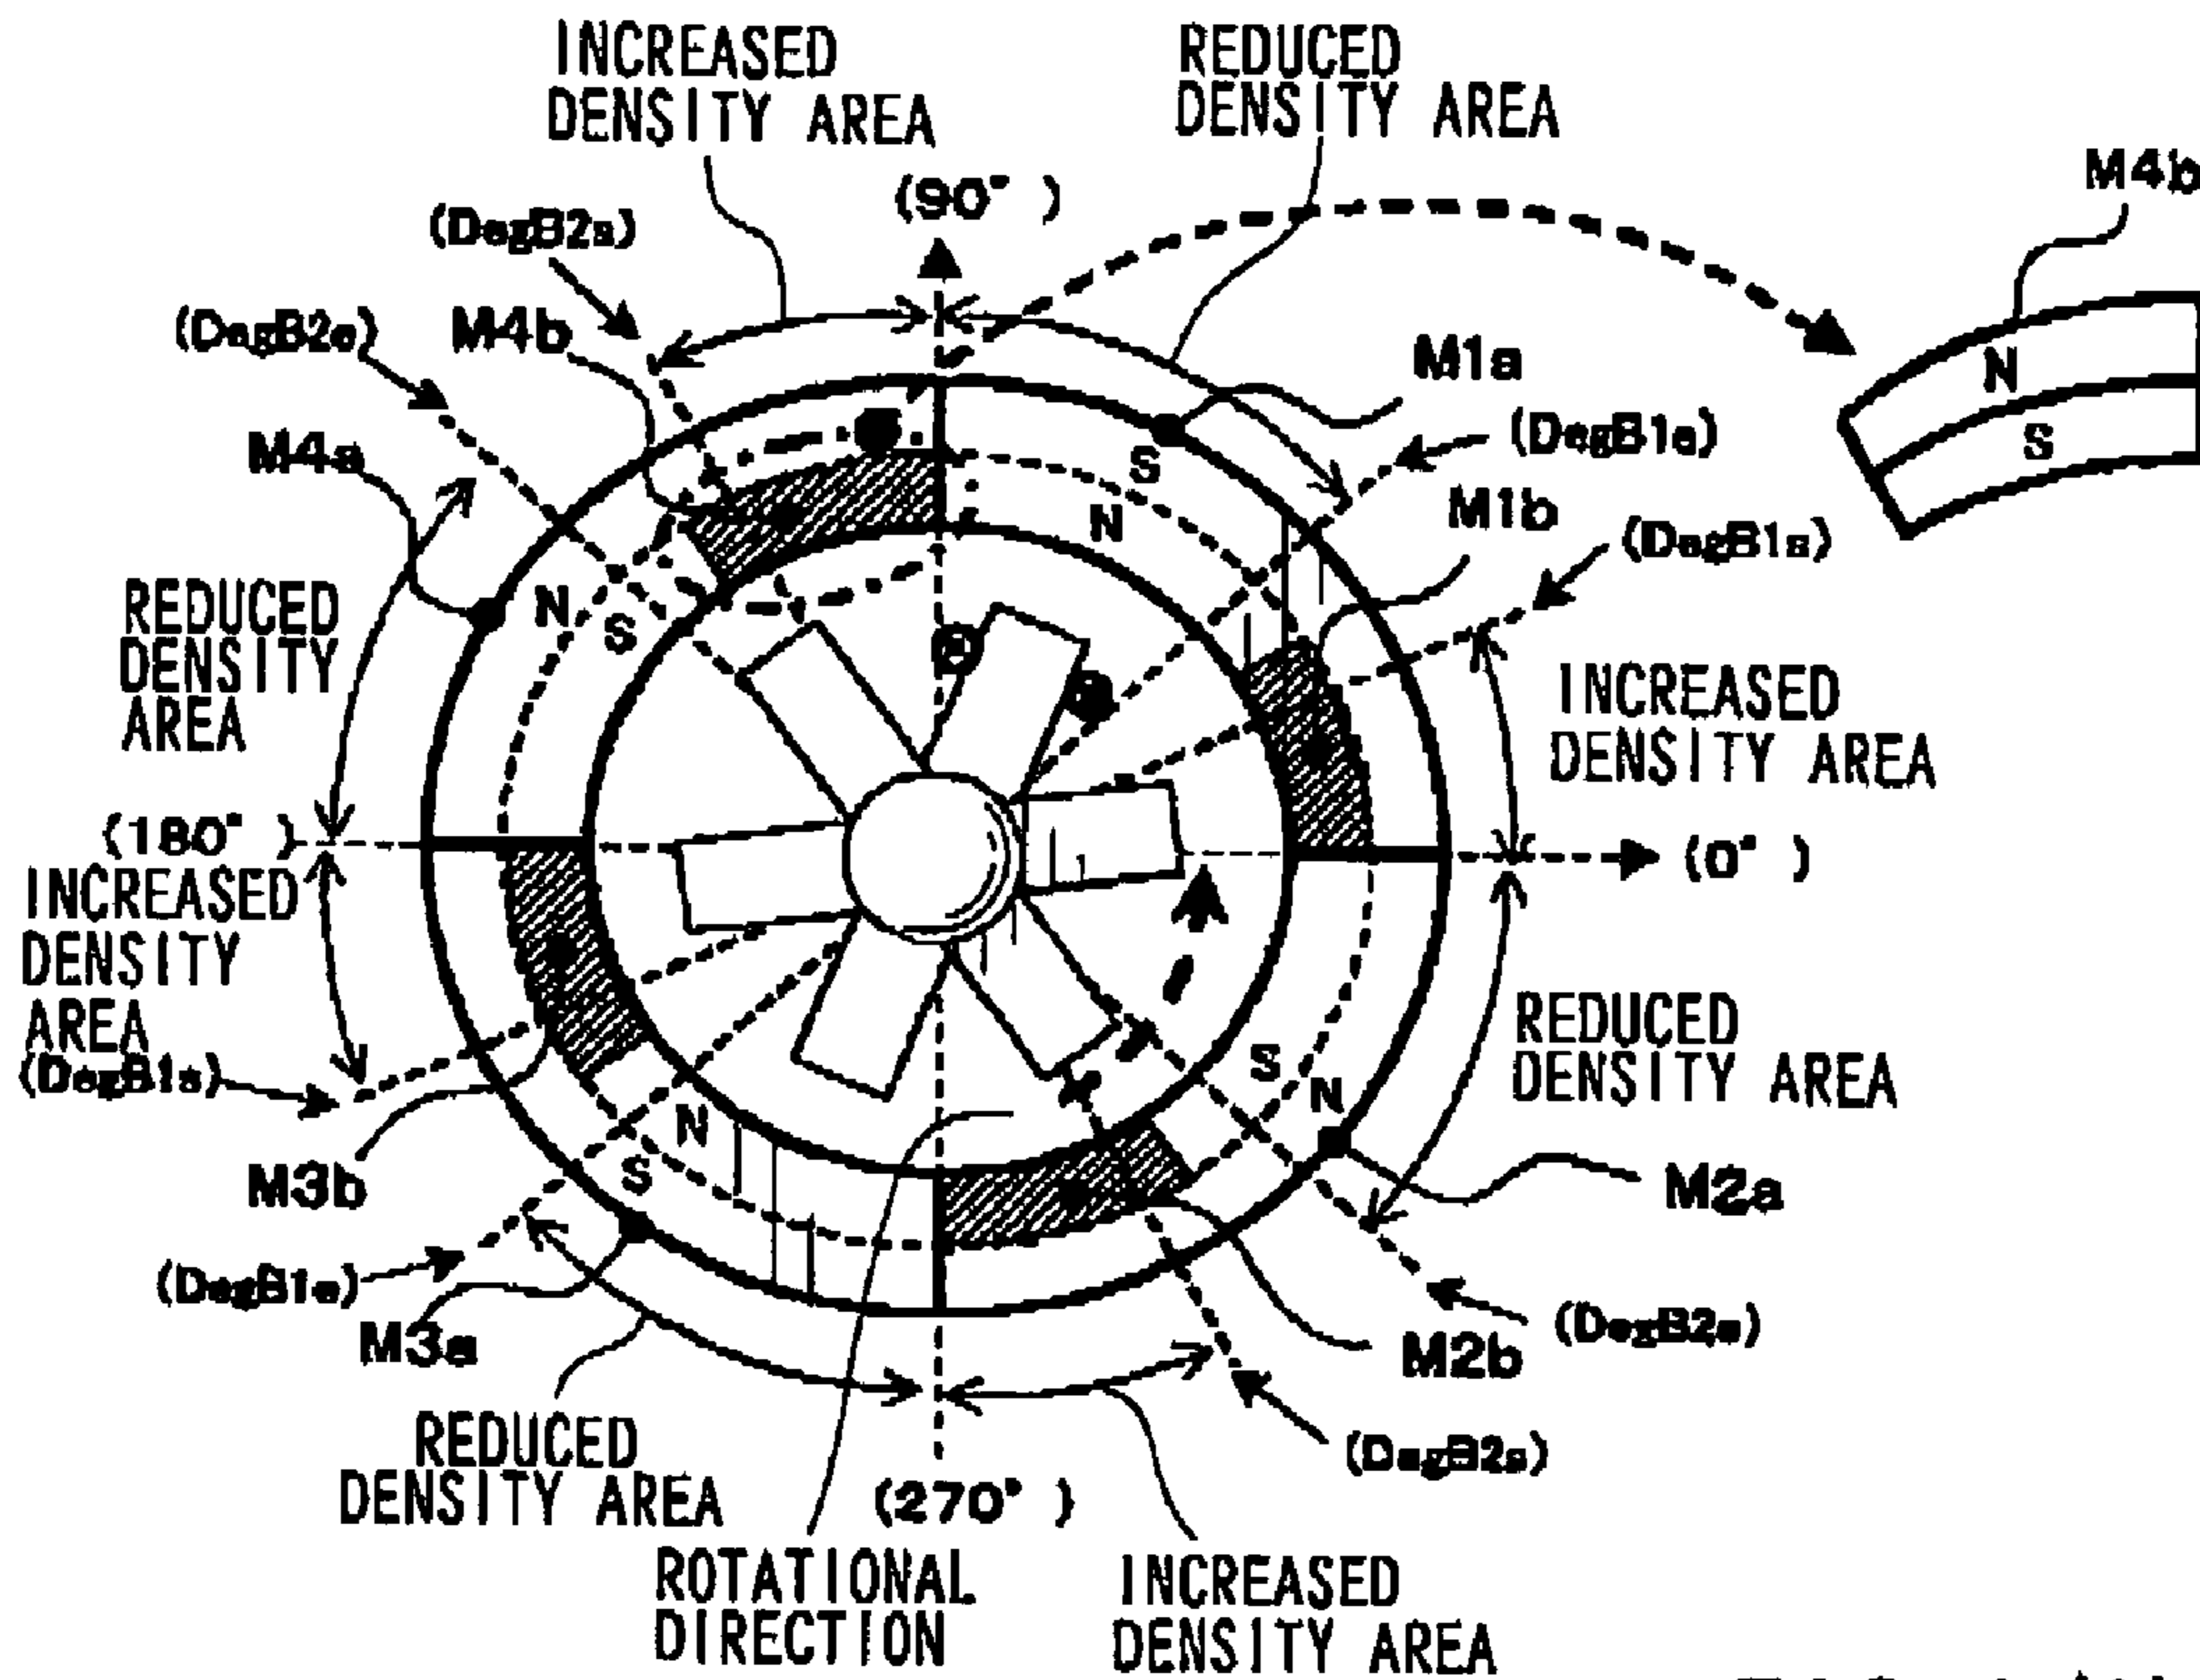 INCREASED
DENSITY AREA
REDUCED
DENSITY AREA
M4b
(90° )
(DegB2s)
(DegB2e)
M4b
M1a
N
S
(DegB1e)
M4a
S
M1b
N
(DegB1s)
REDUCED
DENSITY
AREA
N
S
INCREASED
DENSITY AREA
(180° )
(0° )
INCREASED
DENSITY
AREA
(DegB1s)
REDUCED
DENSITY AREA
S
N
N
S
M3b
M2a
(DegB1e)
M3a
M2b
REDUCED
DENSITY AREA
(270° )
ROTATIONAL
DIRECTION
INCREASED
DENSITY AREA